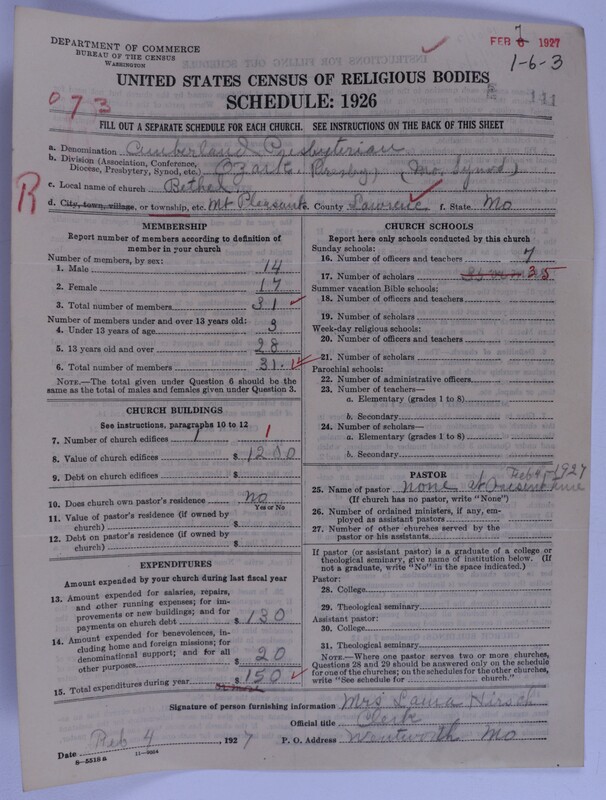 DEPARTMENT OF COMMERCE
BUREAU OF THE CENSUS
WASHINGTON
FEB 7 1927
1-6-3
UNITED STATES CENSUS OF RELIGIOUS BODIES
SCHEDULE: 1926
073
141
FILL OUT A SEPARATE SCHEDULE FOR EACH CHURCH. SEE INSTRUCTIONS ON THE BACK OF THIS SHEET
a. Denomination Cumberland Presbyterian
b. Division (Association, Conference,
Diocese, Presbytery, Synod, etc.) Ozark Presby, (Mo. Synod)
R
c. Local name of church Bethel
d. City, town, village, or township, etc. Mt Pleasant e. County Lawrence f. State Mo
MEMBERSHIP
Report number of members according to definition of
member in your church
Number of members, by sex:
1. Male 14
2. Female 17
3. Total number of members 31
Number of members under and over 13 years old:
4. Under 13 years of age 3
5. 13 years old and over 28
6. Total number of members 31
NOTE.—The total given under Question 6 should be
the same as the total of males and females given under Question 3.
CHURCH BUILDINGS
See instructions, paragraphs 10 to 12
7. Number of church edifices 1 1
8. Value of church edifices $ 1200
9. Debt on church edifices $
10. Does church own pastor's residence No
Yes or No
11. Value of pastor's residence (if owned by
church) $
12. Debt on pastor's residence (if owned by
church) $
EXPENDITURES
Amount expended by your church during last fiscal year
13. Amount expended for salaries, repairs,
and other running expenses; for im-
provements or new buildings; and for
payments on church debt $ 130
14. Amount expended for benevolences, in-
cluding home and foreign missions; for
denominational support; and for all
other purposes $ 20
15. Total expenditures during year $ 150
CHURCH SCHOOLS
Report here only schools conducted by this church
Sunday schools:
16. Number of officers and teachers 7
17. Number of scholars 35
Summer vacation Bible schools:
18. Number of officers and teachers
19. Number of scholars
Week-day religious schools:
20. Number of officers and teachers
21. Number of scholars
Parochial schools:
22. Number of administrative officers
23. Number of teachers—
a. Elementary (grades 1 to 8)
b. Secondary
24. Number of scholars—
a. Elementary (grades 1 to 8)
b. Secondary
PASTOR
Feb 4, 1927
25. Name of pastor None at present time
(If church has no pastor, write "None")
26. Number of ordained ministers, if any, em-
ployed as assistant pastors
27. Number of other churches served by the
pastor or his assistants
If pastor (or assistant pastor) is a graduate of a college or
theological seminary, give name of institution below. (If
not a graduate, write "No" in the space indicated.)
Pastor:
28. College
29. Theological seminary
Assistant pastor:
30. College
31. Theological seminary
NOTE.—Where one pastor serves two or more churches,
Questions 28 and 29 should be answered only on the schedule
for one of the churches; on the schedules for the other churches,
write "See schedule for church."
Signature of person furnishing information Mrs Laura Hirsch
Official title Clerk
Date Feb 4, 1927 P. O. Address Wentworth Mo
8-5518 a 11-9064